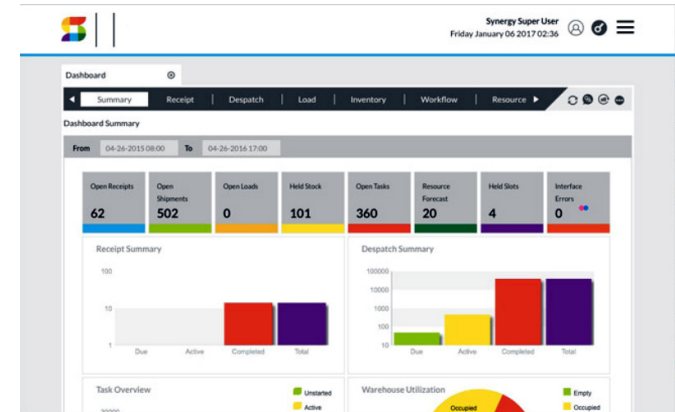 Synergy Super User
Friday January 06 2017 02:36
Dashboard
Summary Receipt Despatch Load Inventory Workflow Resource
Dashboard Summary
From 04-26-2015 08:00 To 04-26-2016 17:00
Open Receipts
62
Open
Shipments
502
Open Loads
0
Held Stock
101
Open Tasks
360
Resource
Forecast
20
Held Slots
4
Interface
Errors
0
Receipt Summary
100
10
1
Due Active Completed Total
Despatch Summary
100000
10000
1000
100
10
Due Active Completed Total
Task Overview
Unstarted
Active
Warehouse Utilization
Occupied
Empty
Occupied